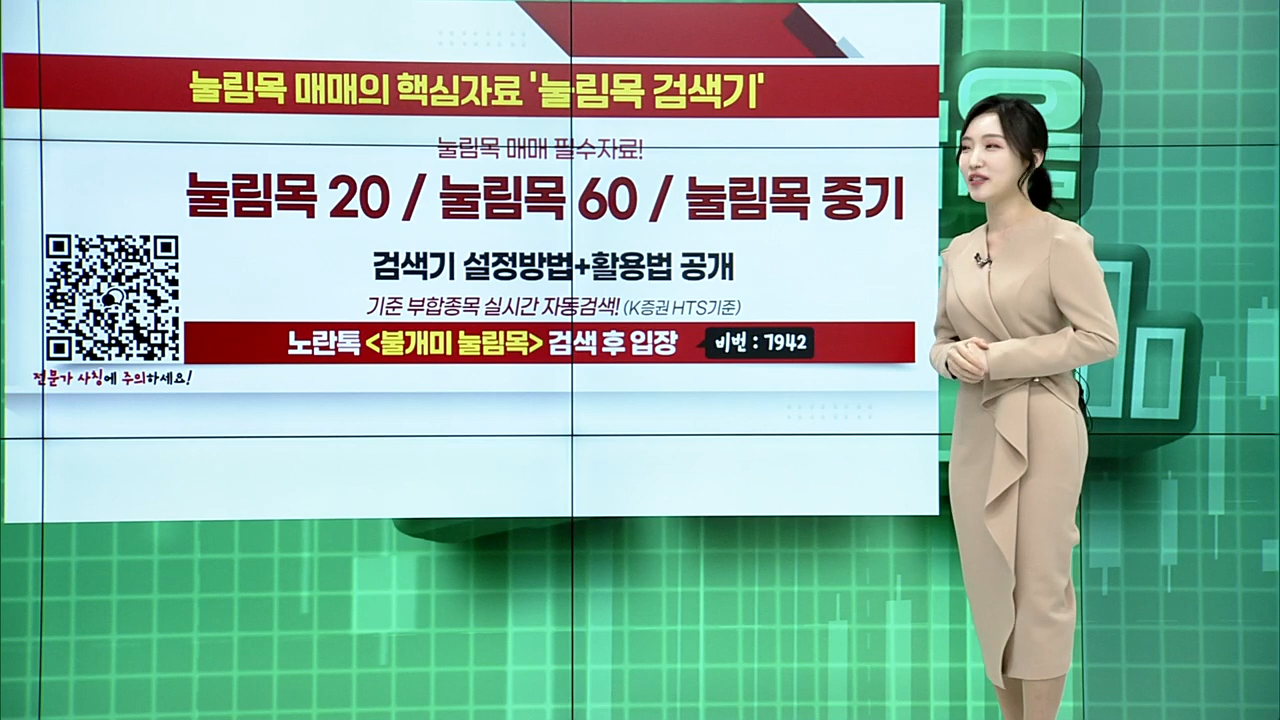 눌림목 매매의 핵심자료 '눌림목 검색기'
눌림목 매매 필수자료!
눌림목 20 / 눌림목 60 / 눌림목 중기
검색기 설정방법+활용법 공개
기준 부합종목 실시간 자동검색! (K증권 HTS기준)
노란톡 <불개미 눌림목> 검색 후 입장 비번 : 7942
전문가 사칭에 주의하세요!